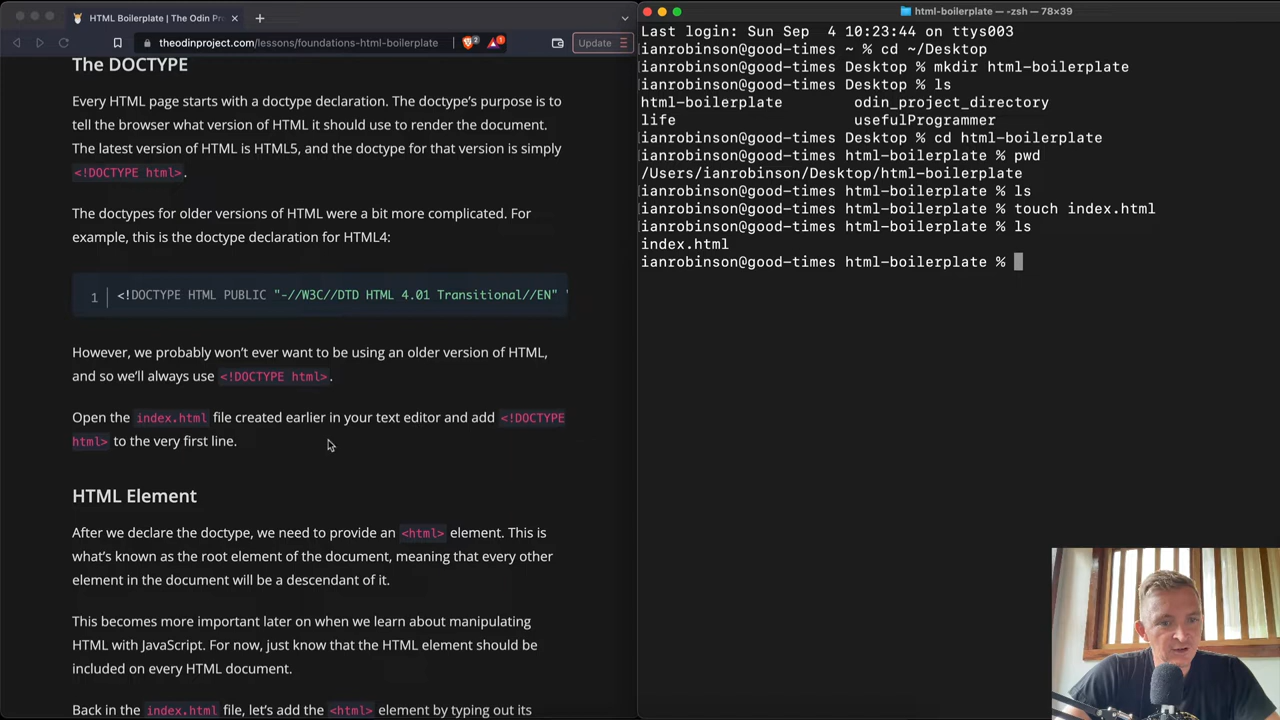 HTML Boilerplate | The Odin Pr
theodinproject.com/lessons/foundations-html-boilerplate
2
1
Update
The DOCTYPE
Every HTML page starts with a doctype declaration. The doctype’s purpose is to
tell the browser what version of HTML it should use to render the document.
The latest version of HTML is HTML5, and the doctype for that version is simply
<!DOCTYPE html>.
The doctypes for older versions of HTML were a bit more complicated. For
example, this is the doctype declaration for HTML4:
1 <!DOCTYPE HTML PUBLIC "-//W3C//DTD HTML 4.01 Transitional//EN" "
However, we probably won’t ever want to be using an older version of HTML,
and so we’ll always use <!DOCTYPE html>.
Open the index.html file created earlier in your text editor and add <!DOCTYPE
html> to the very first line.
HTML Element
After we declare the doctype, we need to provide an <html> element. This is
what’s known as the root element of the document, meaning that every other
element in the document will be a descendant of it.
This becomes more important later on when we learn about manipulating
HTML with JavaScript. For now, just know that the HTML element should be
included on every HTML document.
Back in the index.html file, let’s add the <html> element by typing out its
html-boilerplate — -zsh — 78×39
Last login: Sun Sep  4 10:23:44 on ttys003
ianrobinson@good-times ~ % cd ~/Desktop
ianrobinson@good-times Desktop % mkdir html-boilerplate
ianrobinson@good-times Desktop % ls
html-boilerplate odin_project_directory
life usefulProgrammer
ianrobinson@good-times Desktop % cd html-boilerplate
ianrobinson@good-times html-boilerplate % pwd
/Users/ianrobinson/Desktop/html-boilerplate
ianrobinson@good-times html-boilerplate % ls
ianrobinson@good-times html-boilerplate % touch index.html
ianrobinson@good-times html-boilerplate % ls
index.html
ianrobinson@good-times html-boilerplate %